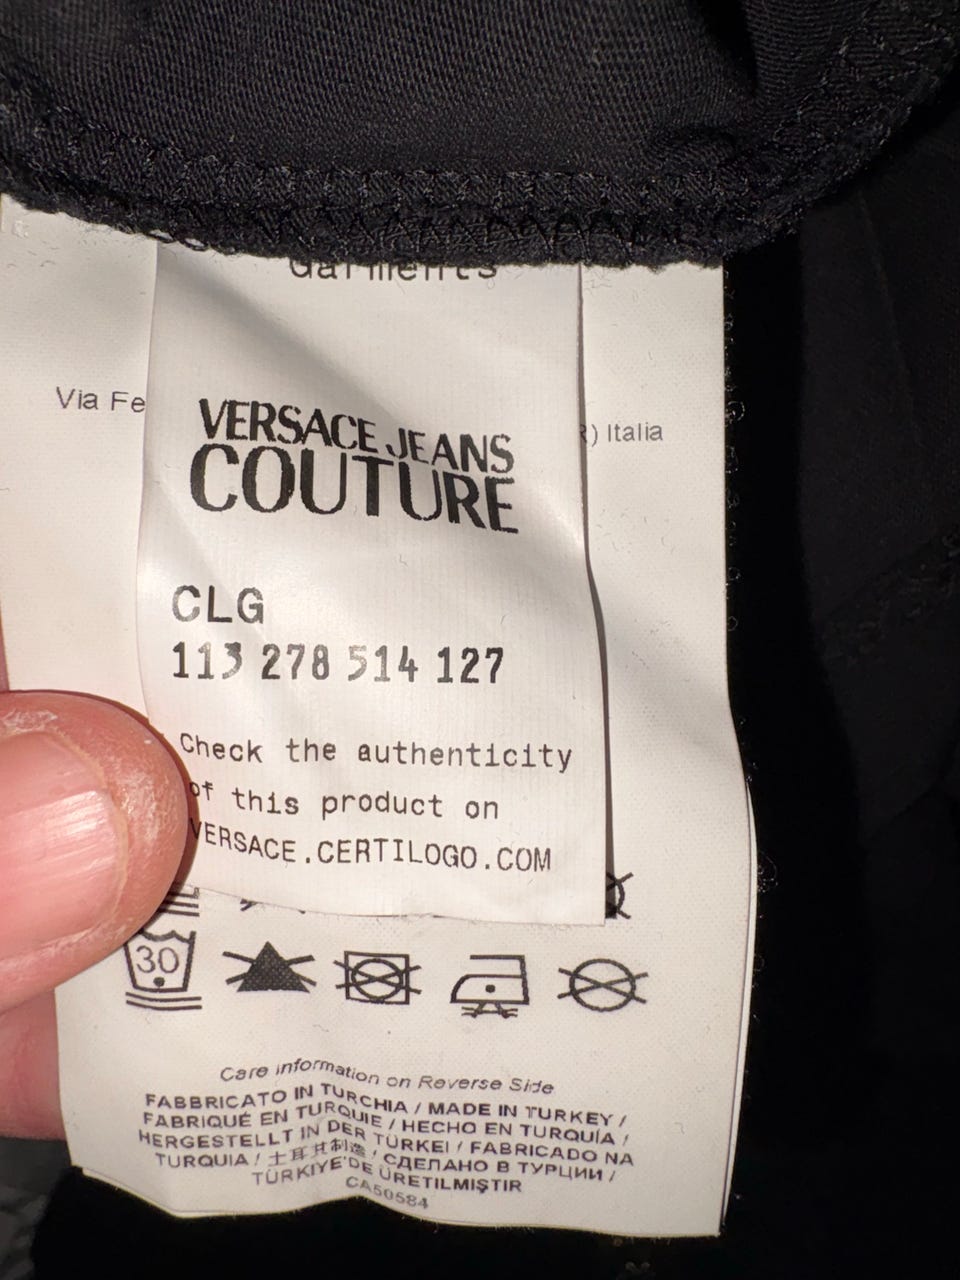 Garments
Via Fe
R) Italia
VERSACE JEANS
COUTURE
CLG
113 278 514 127
Check the authenticity
of this product on
VERSACE.CERTILOGO.COM
30
Care information on Reverse Side
FABBRICATO IN TURCHIA / MADE IN TURKEY /
FABRIQUÉ EN TURQUIE / HECHO EN TURQUÍA /
HERGESTELLT IN DER TÜRKEI / FABRICADO NA
TURQUIA / 土耳其制造 / СДЕЛАНО В ТУРЦИИ /
TÜRKİYE'DE ÜRETILMIŞTIR
CA50584